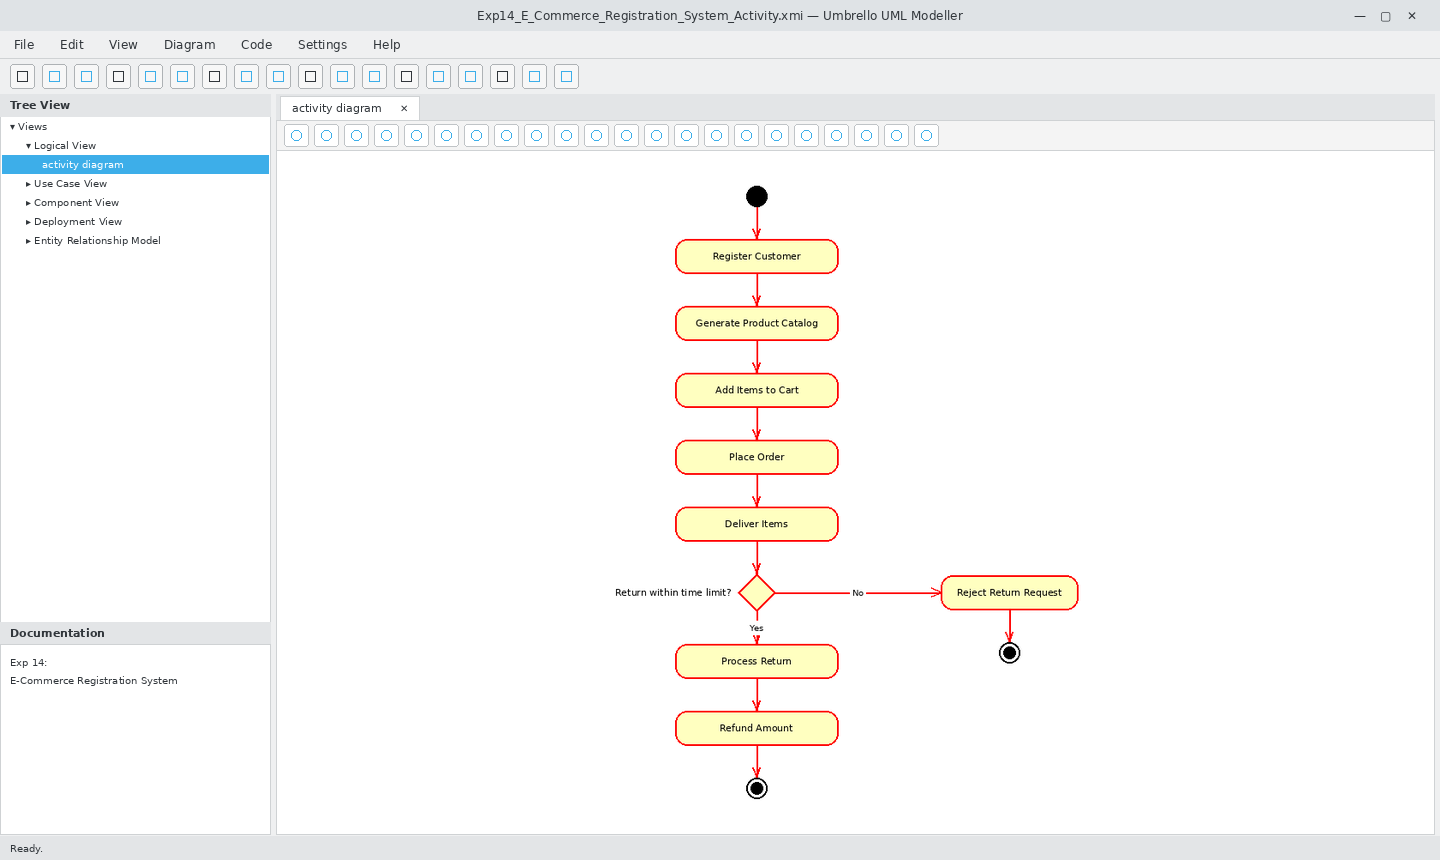 Exp14_E_Commerce_Registration_System_Activity.xmi — Umbrello UML Modeller
File Edit View Diagram Code Settings Help
Tree View
Views
Logical View
activity diagram
Use Case View
Component View
Deployment View
Entity Relationship Model
Documentation
Exp 14:
E-Commerce Registration System
activity diagram
Register Customer
Generate Product Catalog
Add Items to Cart
Place Order
Deliver Items
Return within time limit?
No
Reject Return Request
Yes
Process Return
Refund Amount
Ready.